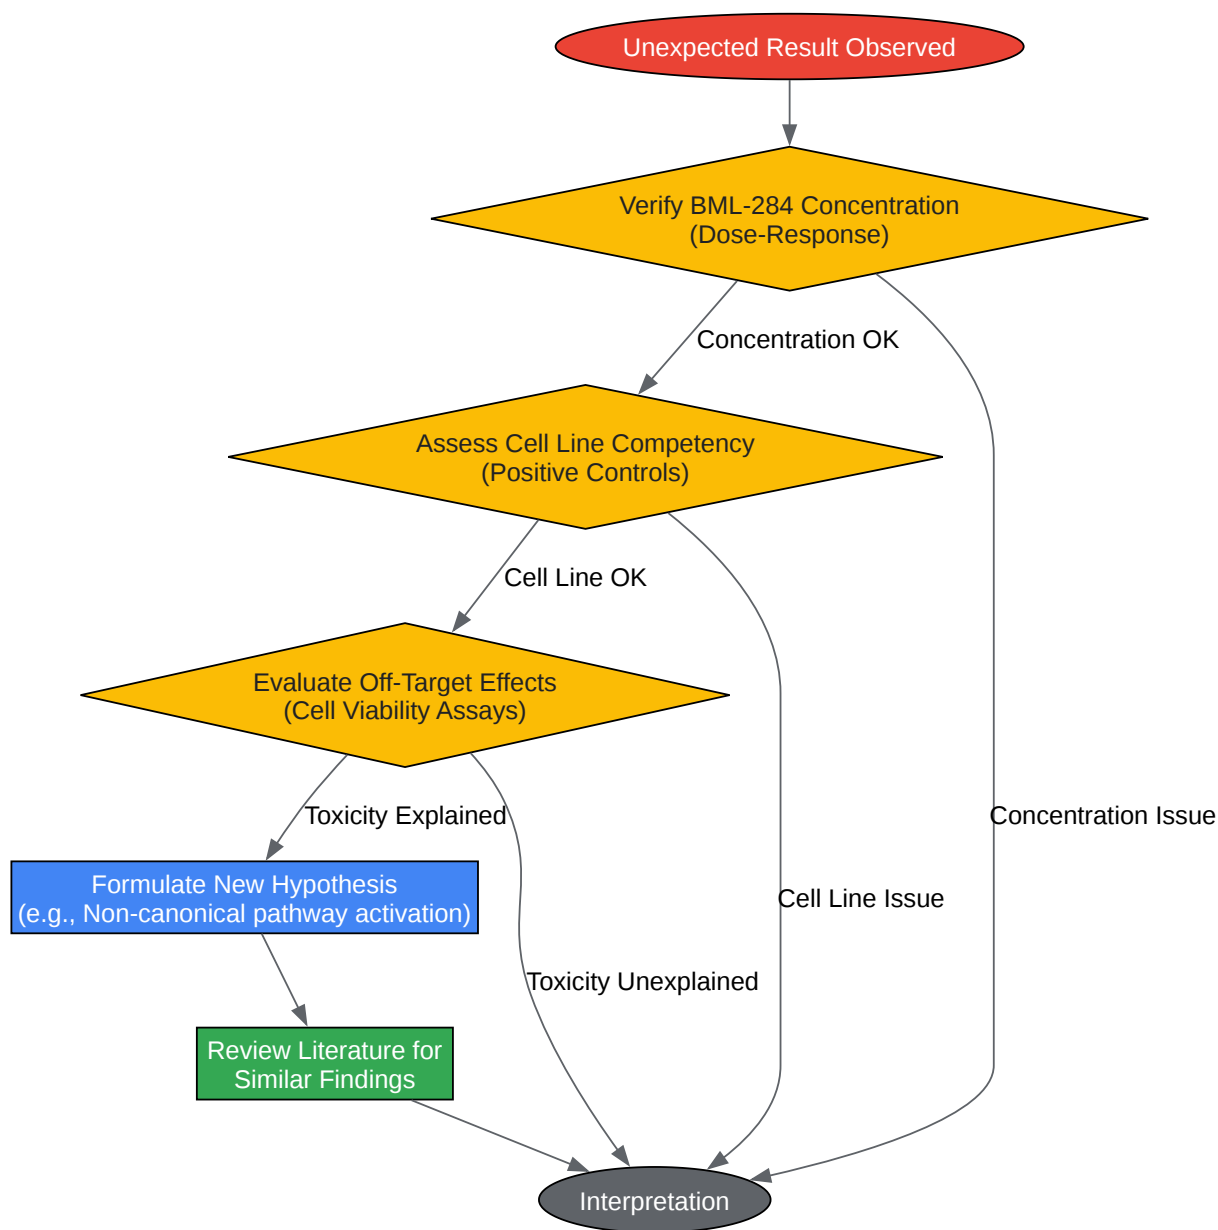 Unexpected Result Observed
Verify BML-284 Concentration
(Dose-Response)
Concentration OK
Assess Cell Line Competency
(Positive Controls)
Cell Line OK
Evaluate Off-Target Effects
(Cell Viability Assays)
Toxicity Explained
Concentration Issue
Formulate New Hypothesis
(e.g., Non-canonical pathway activation)
Cell Line Issue
Toxicity Unexplained
Review Literature for
Similar Findings
Interpretation